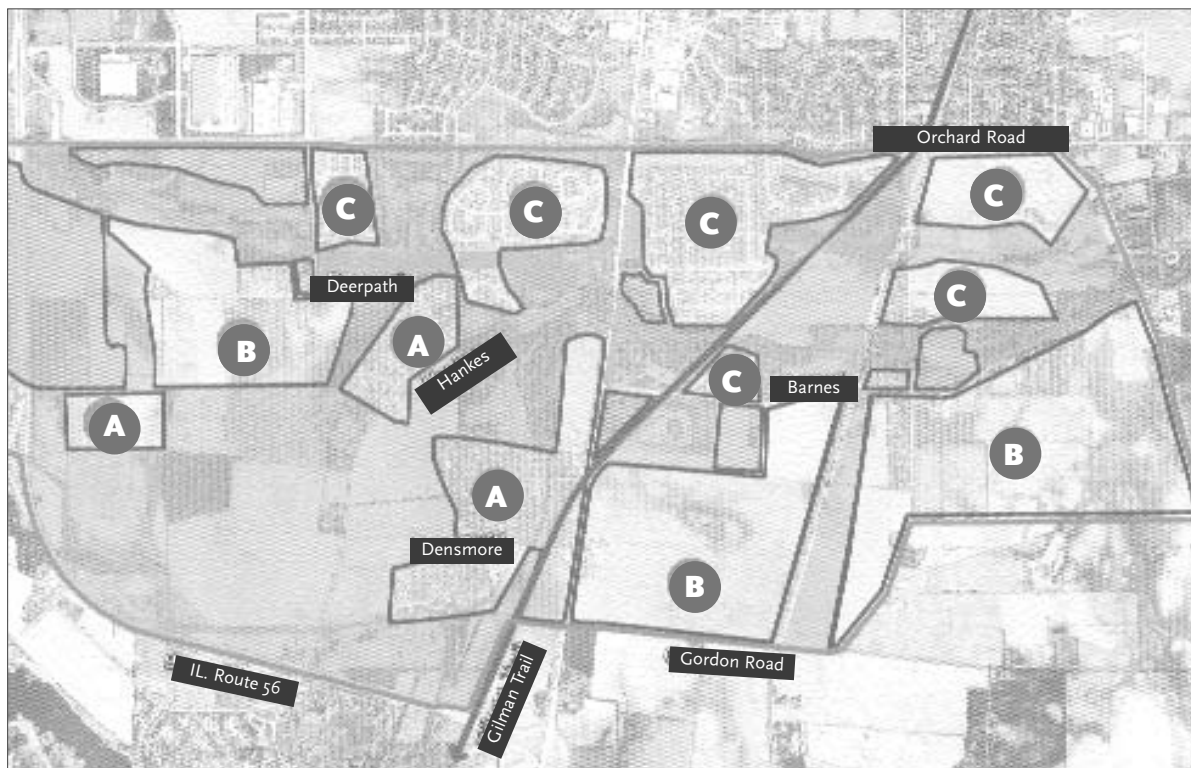 Orchard Road
C
C
C
C
Deerpath
C
B
A
Hankes
C
Barnes
A
B
A
Densmore
B
Gordon Road
IL. Route 56
Gilman Trail